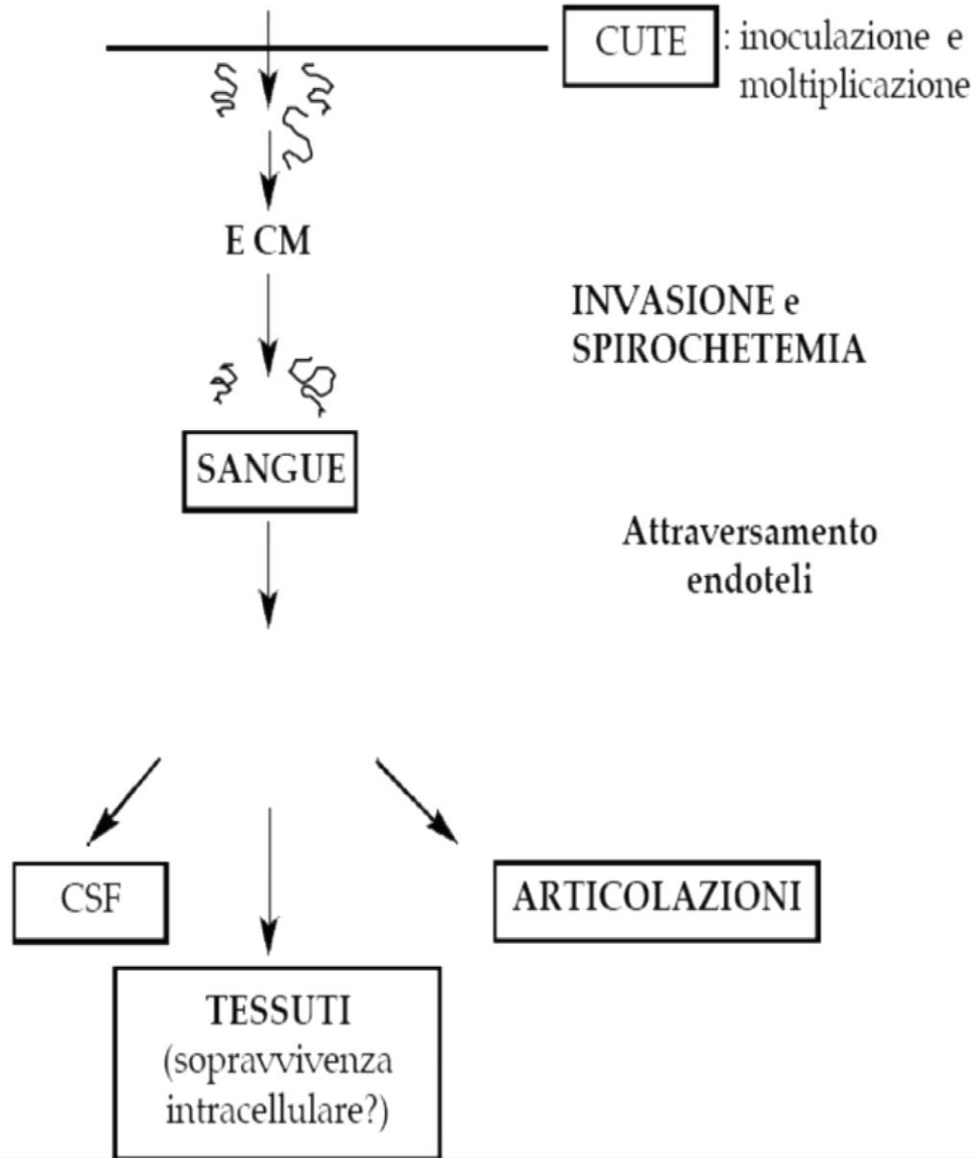 CUTE : inoculazione e
moltiplicazione
E CM
INVASIONE e
SPIROCHETEMIA
SANGUE
Attraversamento
endoteli
CSF
ARTICOLAZIONI
TESSUTI
(sopravvivenza
intracellulare?)